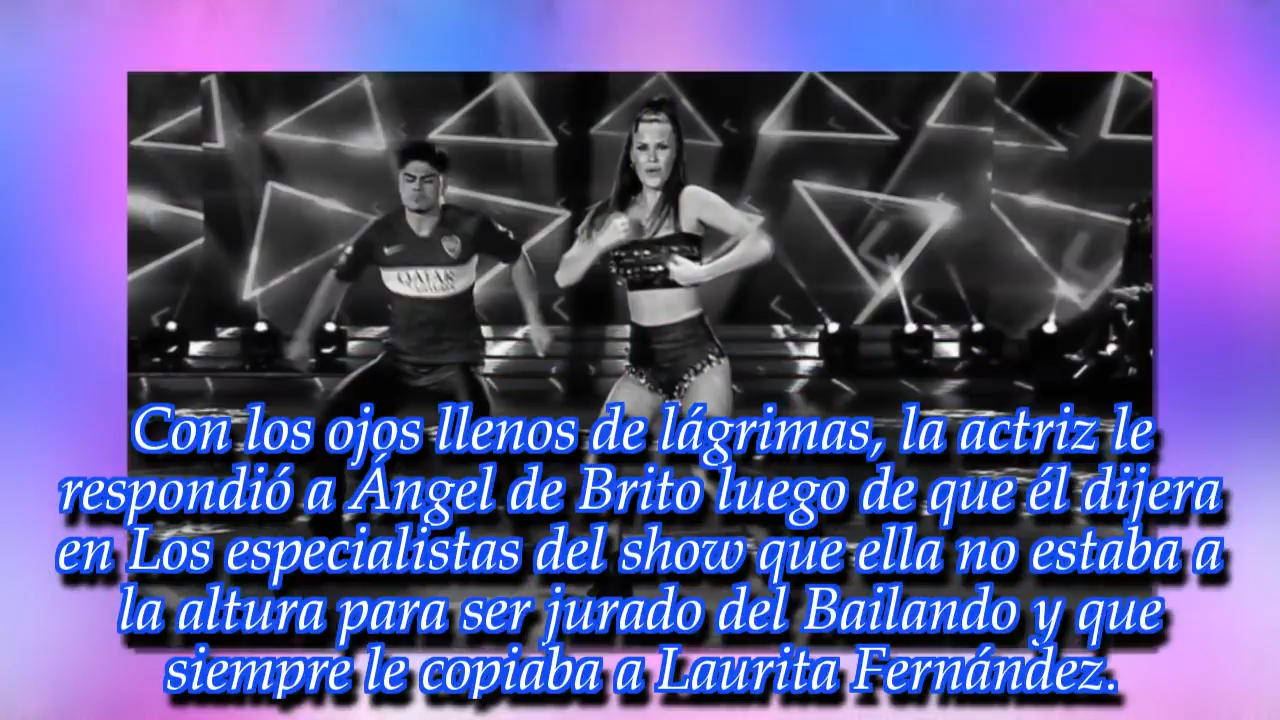 QATAR
AIRWAYS
Con los ojos llenos de lágrimas, la actriz le
respondió a Ángel de Brito luego de que él dijera
en Los especialistas del show que ella no estaba a
la altura para ser jurado del Bailando y que
siempre le copiaba a Laurita Fernández.